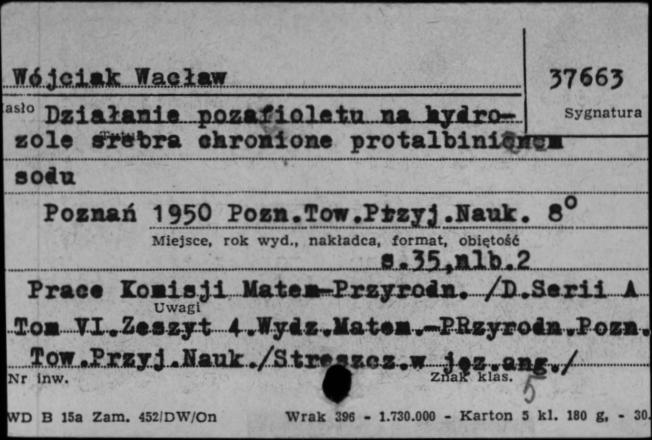 Wójciak Wacław
37663
asło Działanie pozafioletu na hydro-
Sygnatura
zole srebra chronione protalbinianem
sodu
Poznań 1950 Pozn.Tow.Przyj.Nauk. 8°
Miejsce, rok wyd., nakładca, format, obiętość
s.35,nlb.2
Prace Komisji Matem-Przyrodn. /D.Serii A
Uwagi
Tom VI.Zeszyt 4.Wydz.Matem.-PRzyrodn.Pozn.
Tow.Przyj.Nauk./Streszcz.w jęz.ang./
Nr inw.
Znak klas. 5
WD B 15a Zam. 452/DW/On Wrak 396 - 1.730.000 - Karton 5 kl. 180 g, - 30.